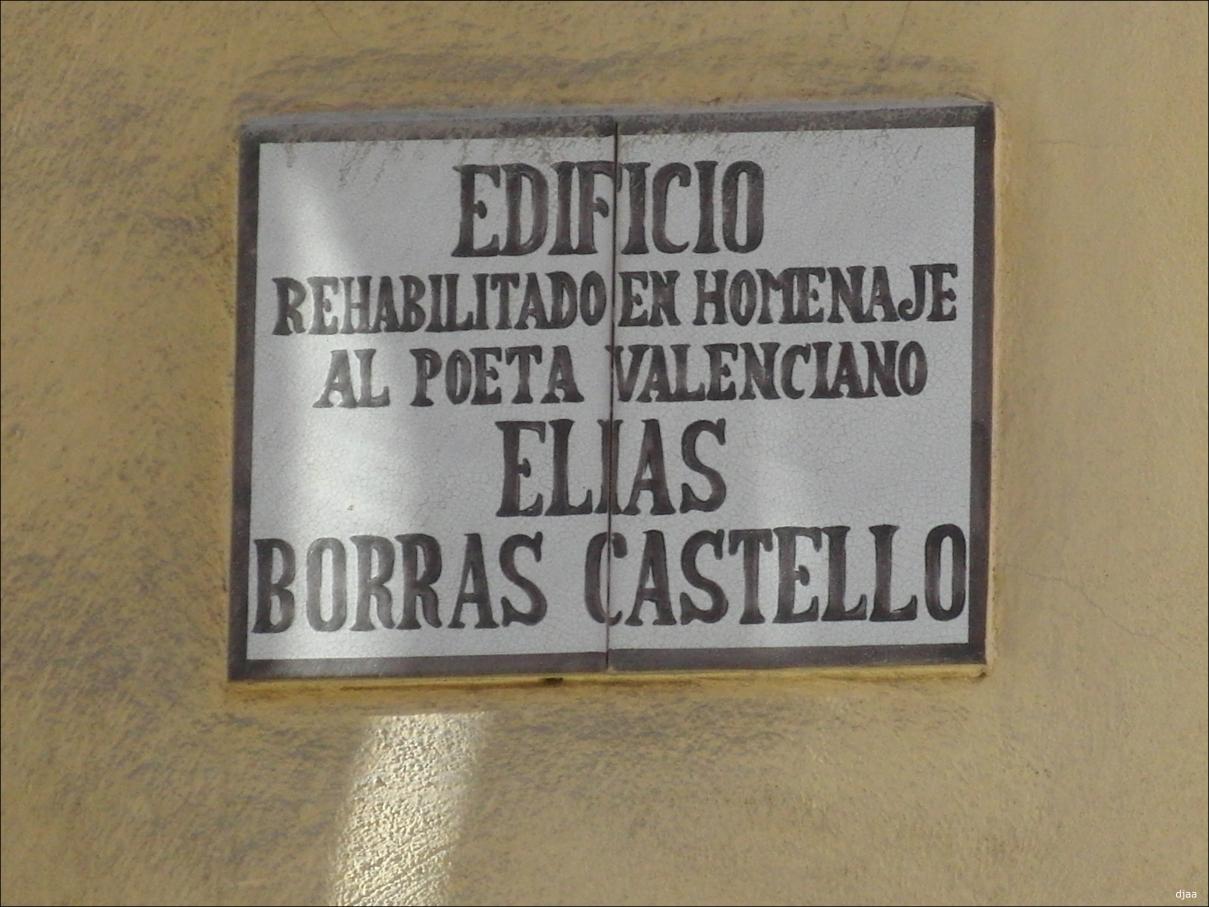 EDIFICIO
REHABILITADO EN HOMENAJE
AL POETA VALENCIANO
ELIAS
BORRAS CASTELLO
djaa